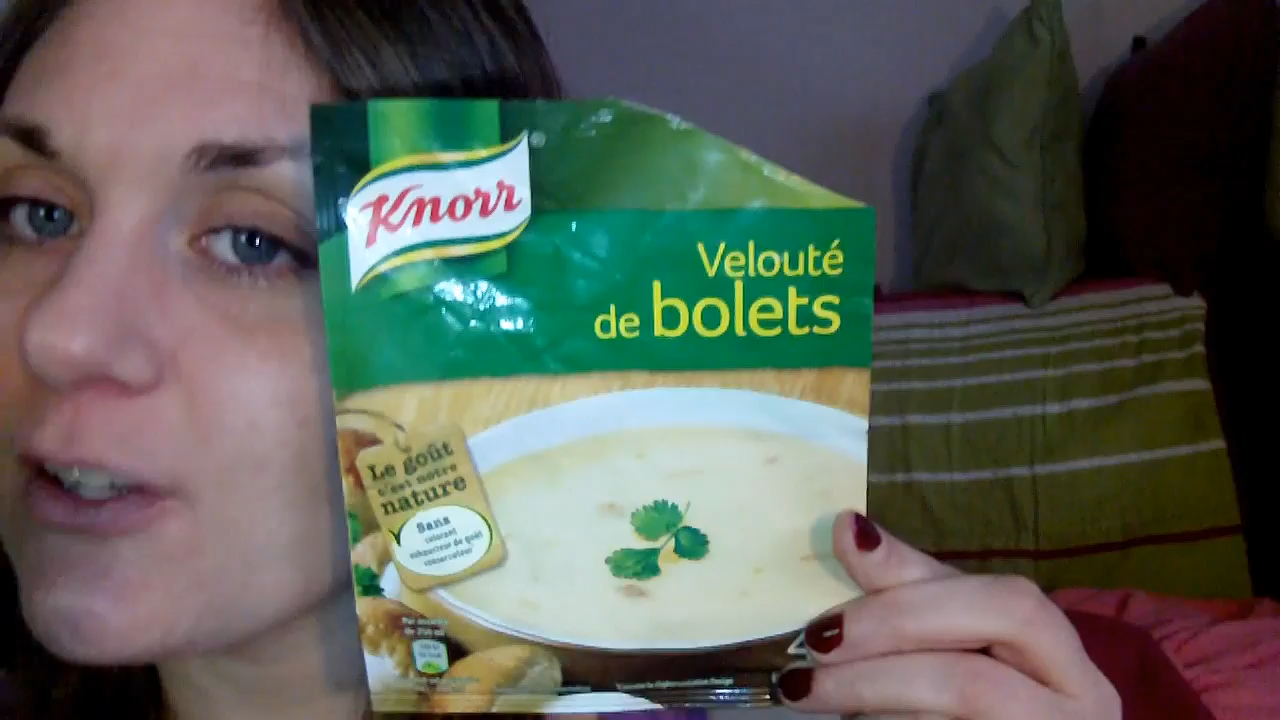 Knorr
Velouté
de bolets
Le goût
c'est notre
nature
Sans
colorant
exhausteur de goût
conservateur